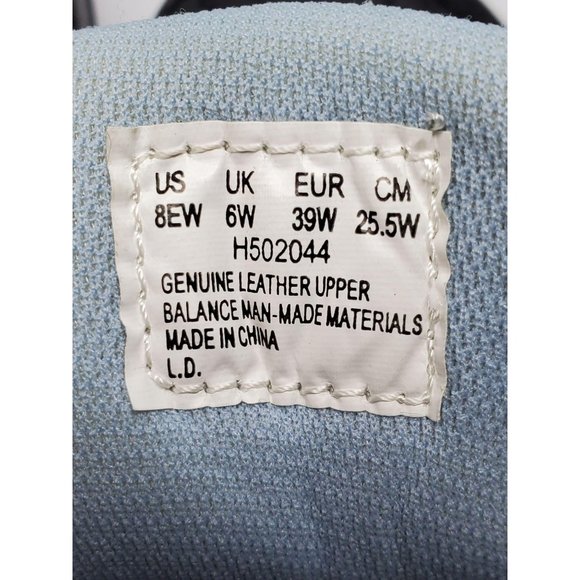 US UK EUR CM
8EW 6W 39W 25.5W
H502044
GENUINE LEATHER UPPER
BALANCE MAN-MADE MATERIALS
MADE IN CHINA
L.D.